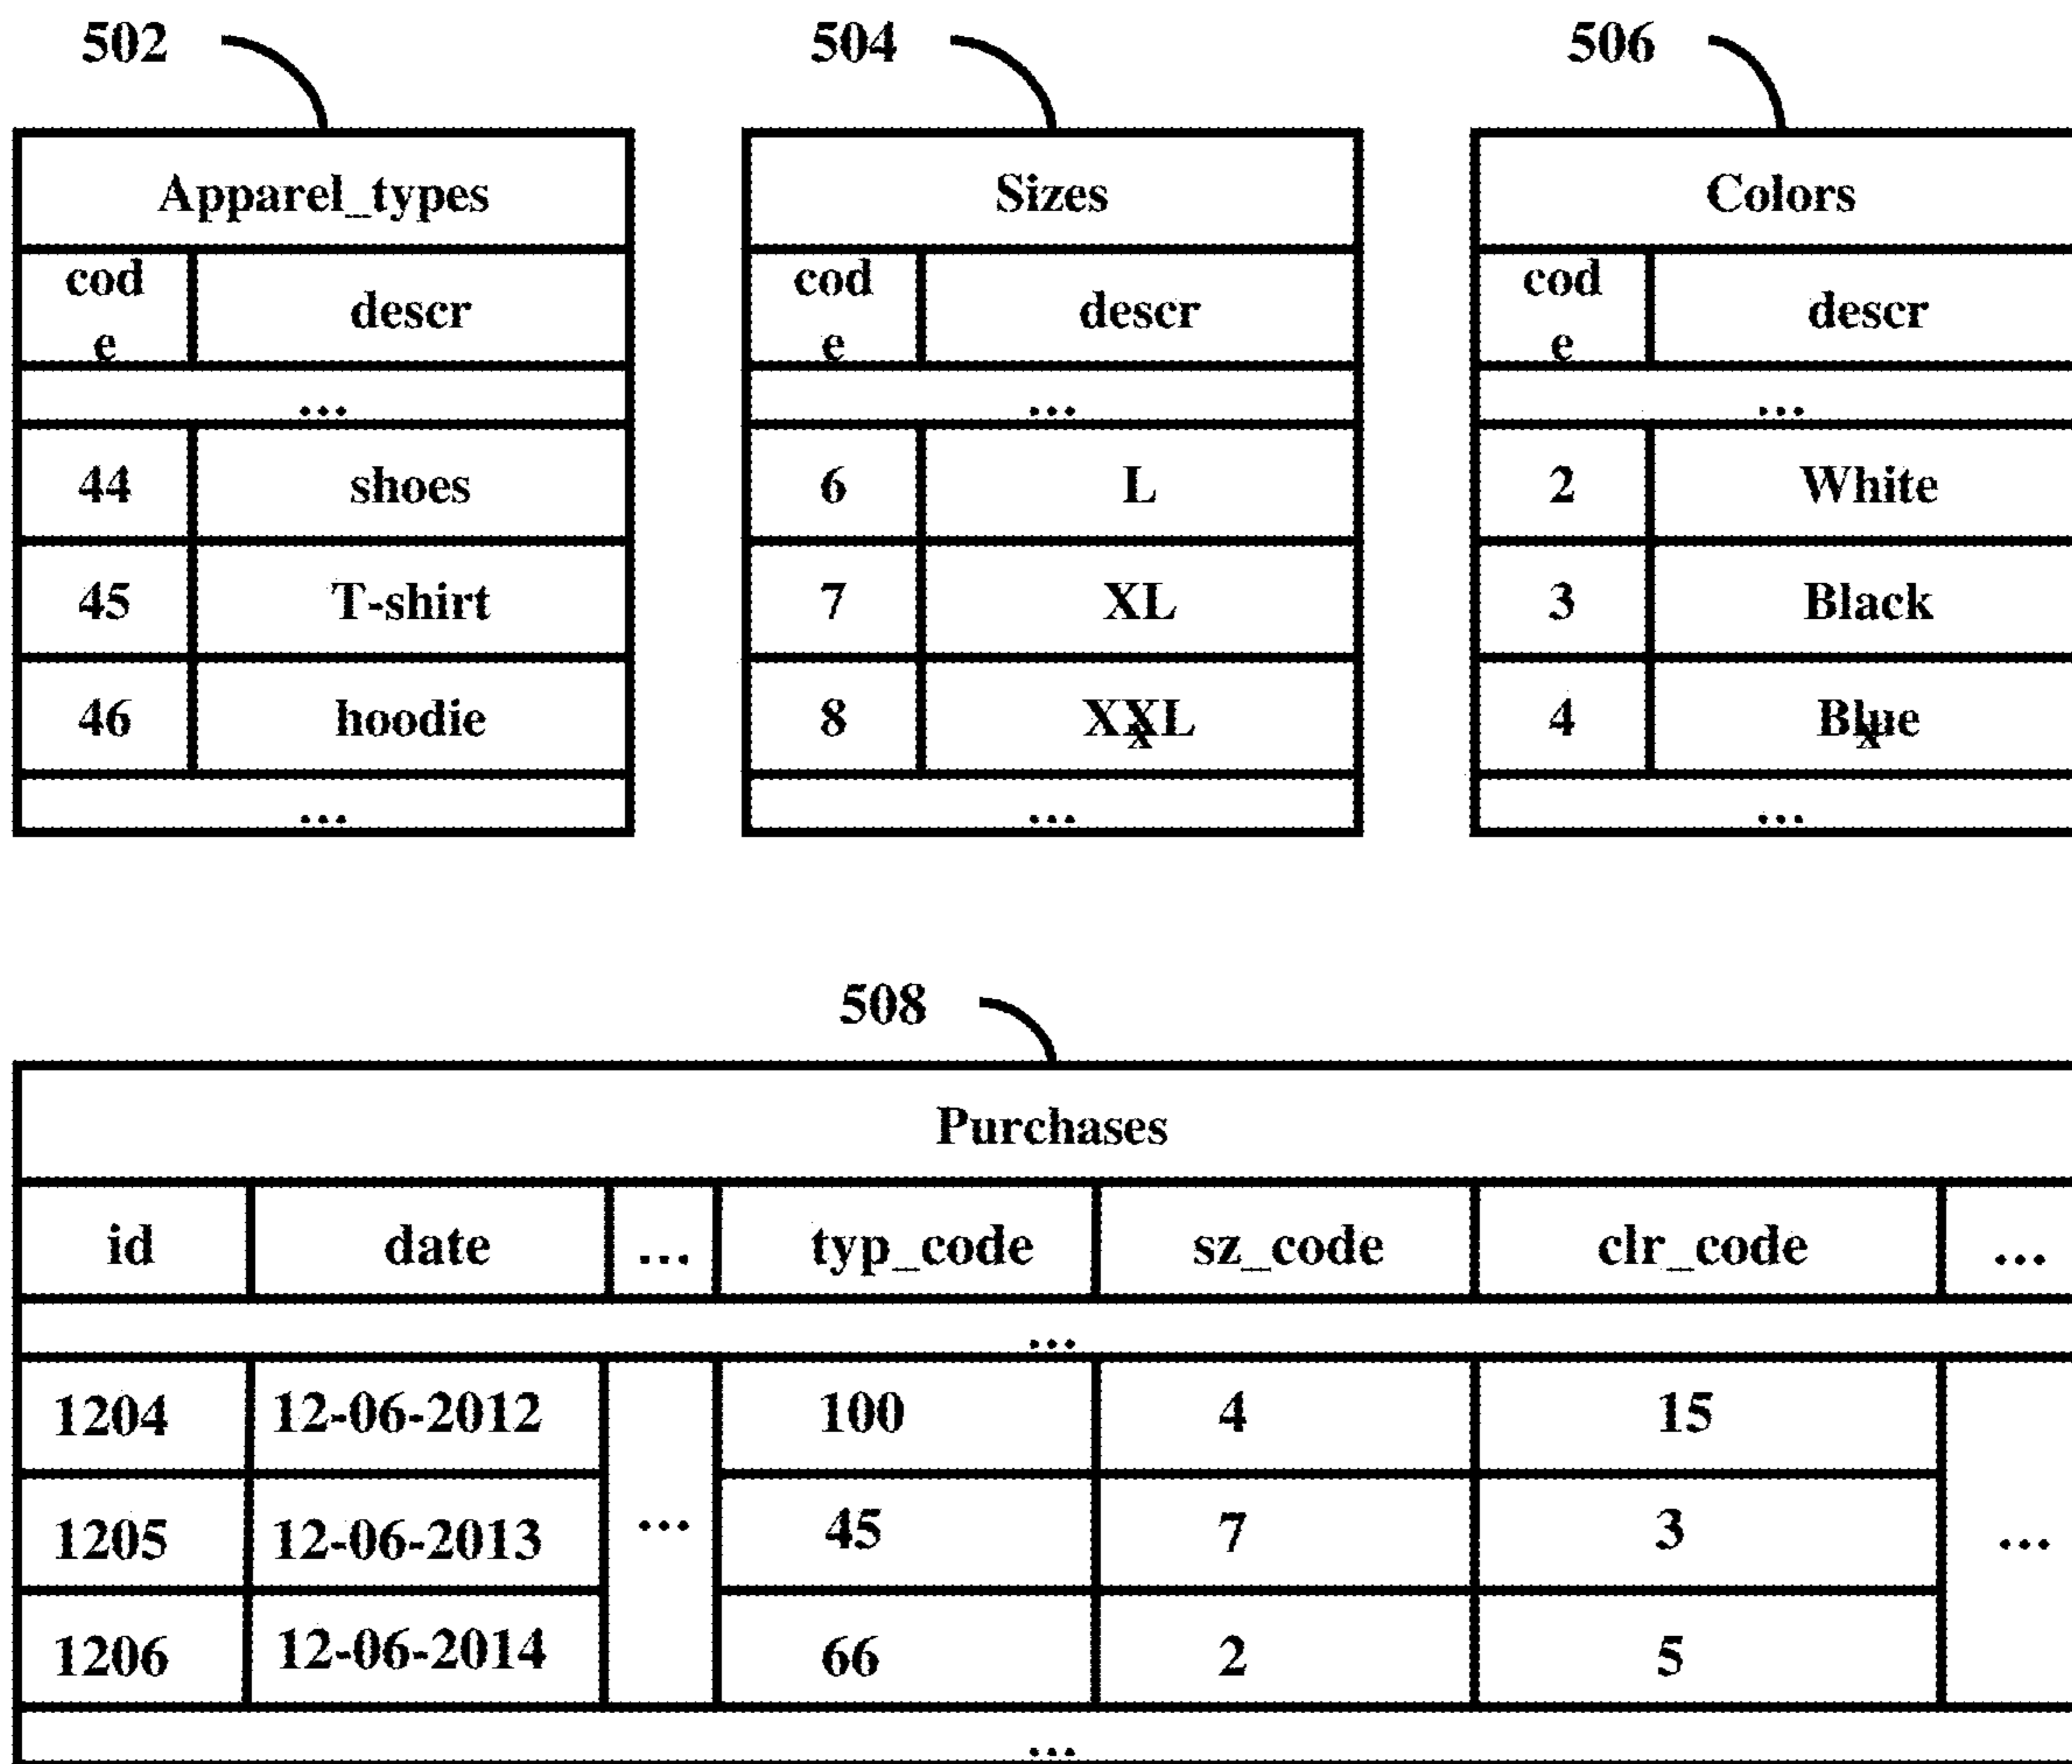 502 504 506
Apparel_types Sizes Colors
cod descr cod descr cod descr
e e e
... ... ...
44 shoes 6 L 2 White
45 T-shirt 7 XL 3 Black
46 hoodie 8 XXL 4 Blue
x x
... ... ...
508
Purchases
id date ... typ_code sz_code clr_code ...
...
1204 12-06-2012 100 4 15
1205 12-06-2013 ... 45 7 3 ...
1206 12-06-2014 66 2 5
...